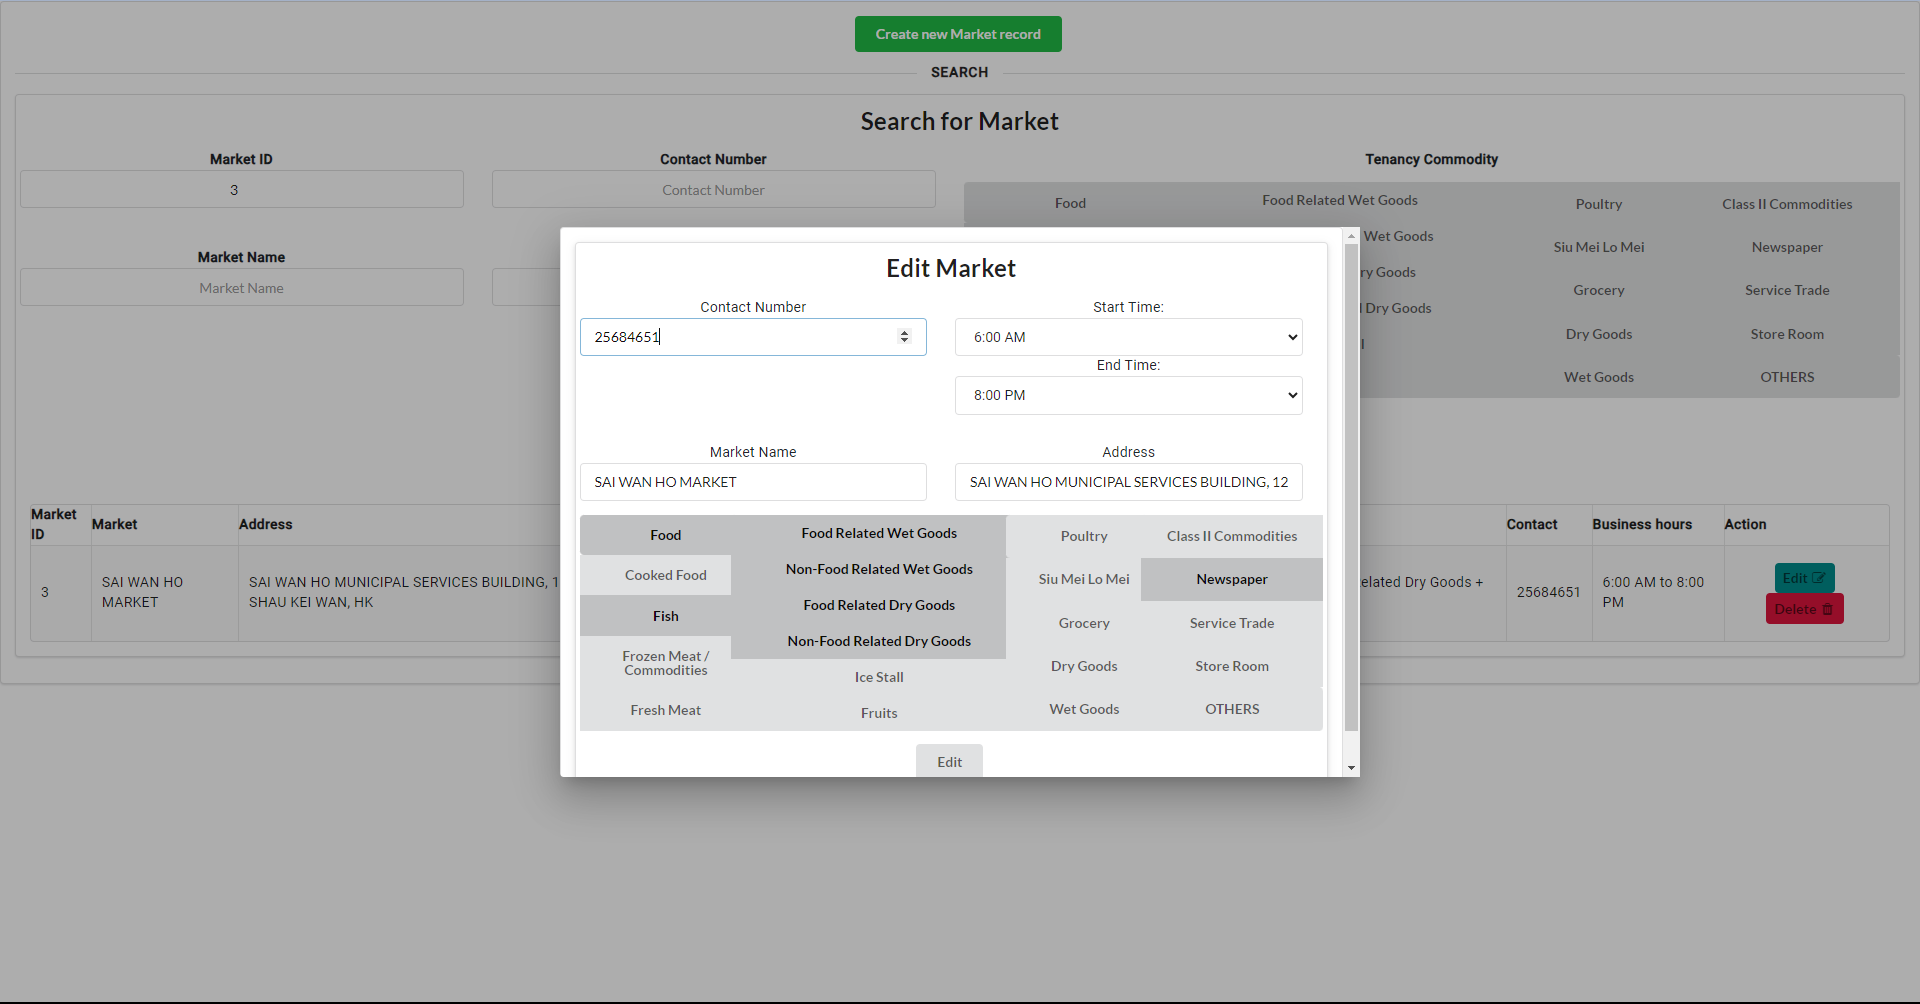 Create new Market record
SEARCH
Search for Market
Market ID
Contact Number
Tenancy Commodity
3
Contact Number
Food
Food Related Wet Goods
Poultry
Class II Commodities
Wet Goods
Siu Mei Lo Mei
Newspaper
Market Name
Market Name
ry Goods
Grocery
Service Trade
Dry Goods
Dry Goods
Store Room
l
Wet Goods
OTHERS
Edit Market
Contact Number
Start Time:
25684651
6:00 AM
End Time:
8:00 PM
Market Name
Address
SAI WAN HO MARKET
SAI WAN HO MUNICIPAL SERVICES BUILDING, 12
Food
Food Related Wet Goods
Poultry
Class II Commodities
Cooked Food
Non-Food Related Wet Goods
Siu Mei Lo Mei
Newspaper
Fish
Food Related Dry Goods
Grocery
Service Trade
Frozen Meat /
Commodities
Non-Food Related Dry Goods
Dry Goods
Store Room
Ice Stall
Fresh Meat
Fruits
Wet Goods
OTHERS
Edit
Market
ID
Market
Address
Contact
Business hours
Action
3
SAI WAN HO
MARKET
SAI WAN HO MUNICIPAL SERVICES BUILDING, 1
SHAU KEI WAN, HK
elated Dry Goods +
25684651
6:00 AM to 8:00
PM
Edit
Delete